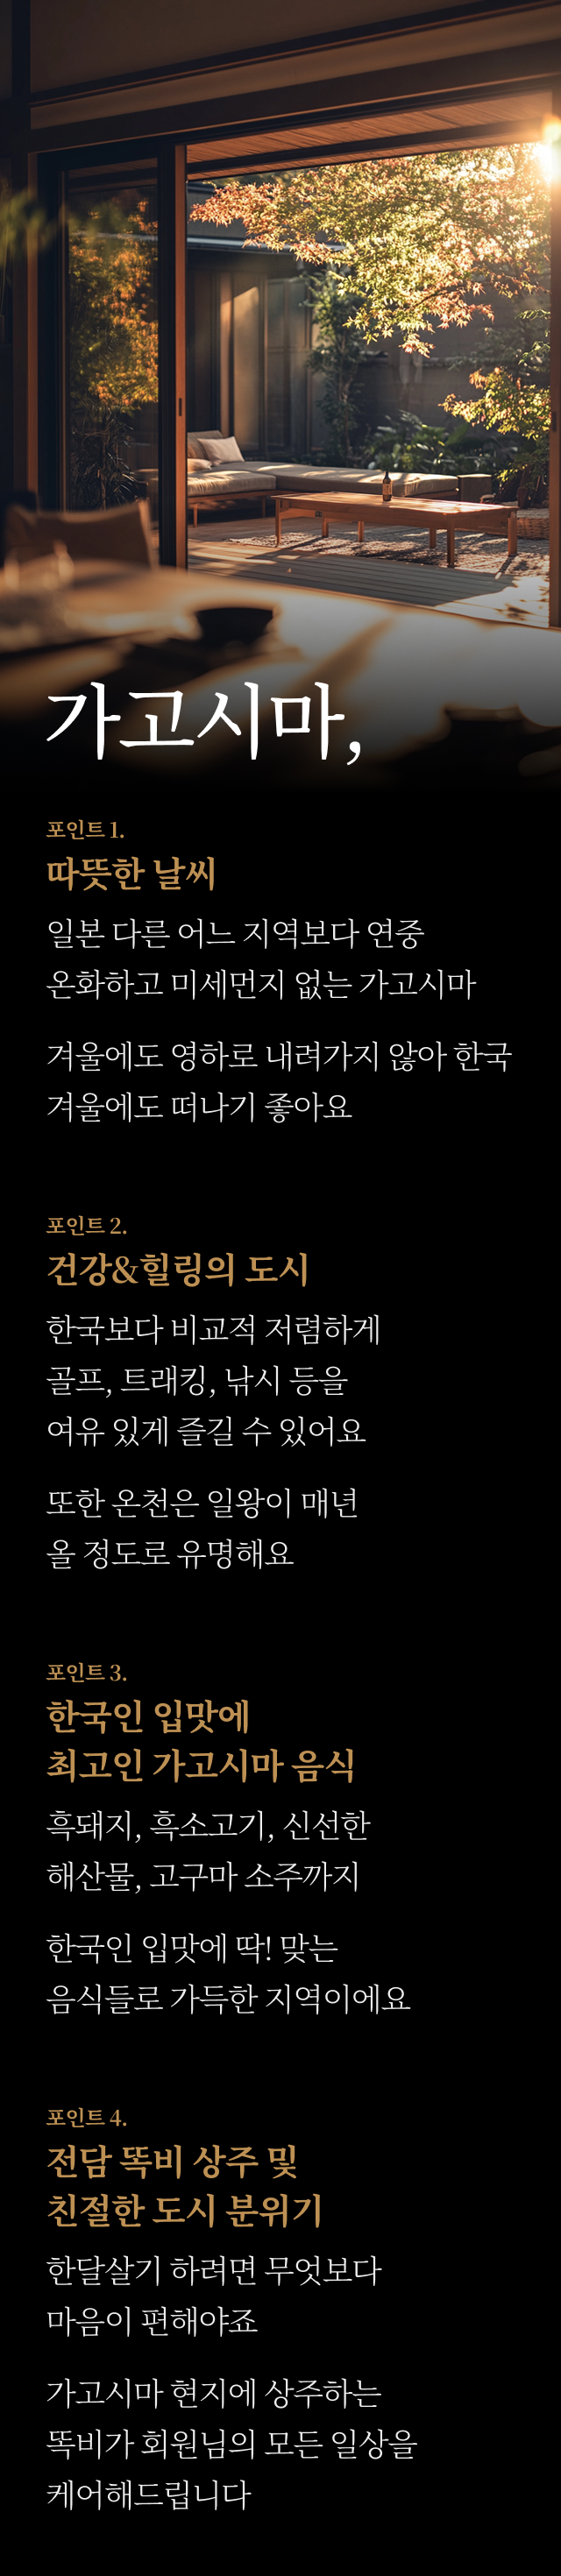 가고시마,
포인트 1.
따뜻한 날씨
일본 다른 어느 지역보다 연중
온화하고 미세먼지 없는 가고시마
겨울에도 영하로 내려가지 않아 한국
겨울에도 떠나기 좋아요
포인트 2.
건강&힐링의 도시
한국보다 비교적 저렴하게
골프, 트래킹, 낚시 등을
여유 있게 즐길 수 있어요
또한 온천은 일왕이 매년
올 정도로 유명해요
포인트 3.
한국인 입맛에
최고인 가고시마 음식
흑돼지, 흑소고기, 신선한
해산물, 고구마 소주까지
한국인 입맛에 딱! 맞는
음식들로 가득한 지역이에요
포인트 4.
전담 똑비 상주 및
친절한 도시 분위기
한달살기 하려면 무엇보다
마음이 편해야죠
가고시마 현지에 상주하는
똑비가 회원님의 모든 일상을
케어해드립니다